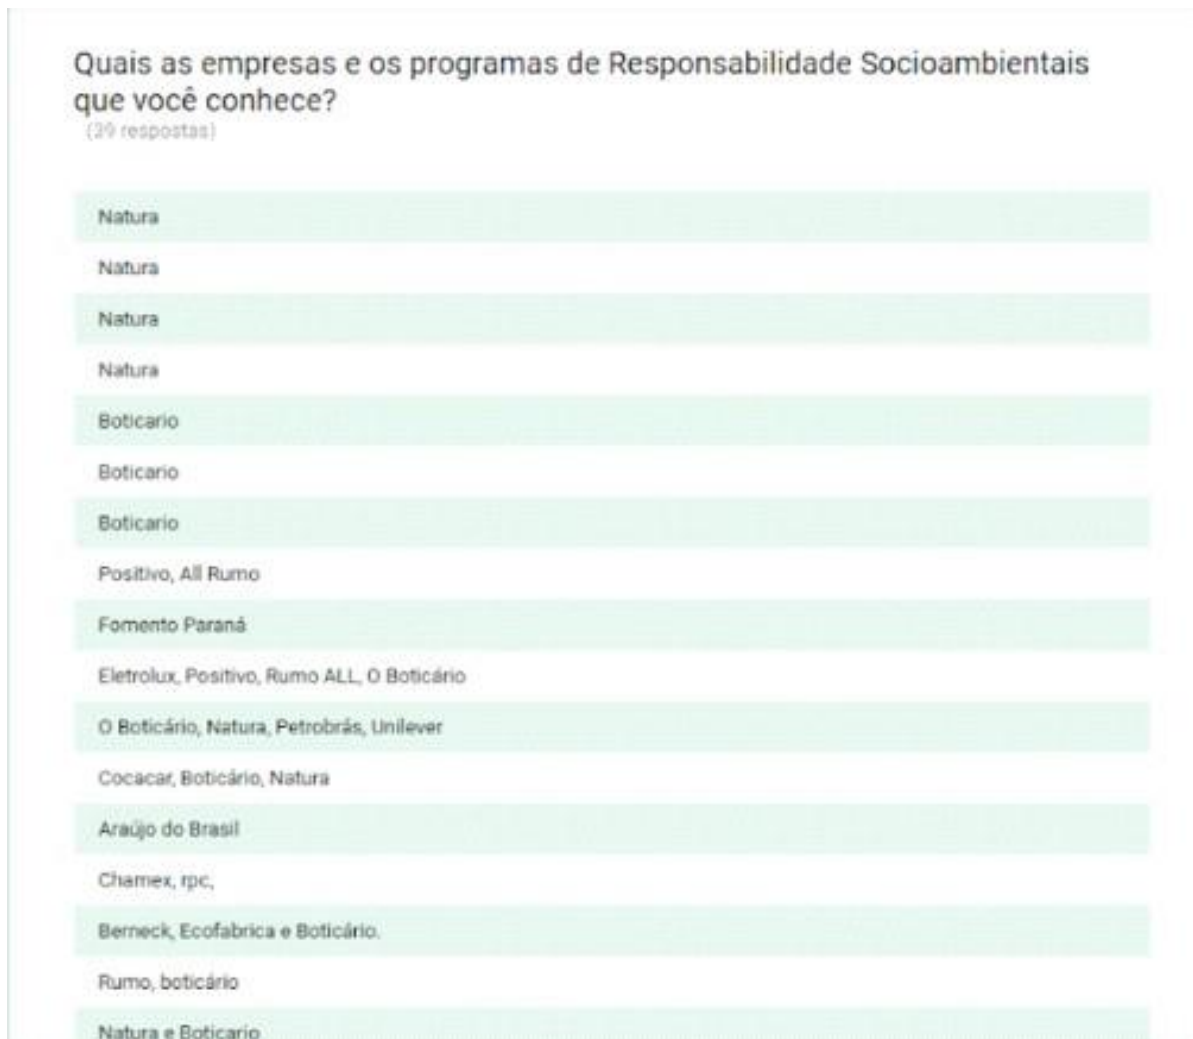 Quais as empresas e os programas de Responsabilidade Socioambientais
que você conhece?
(39 respostas)
Natura
Natura
Natura
Natura
Boticario
Boticario
Boticario
Positivo, All Rumo
Fomento Paraná
Eletrolux, Positivo, Rumo ALL, O Boticário
O Boticário, Natura, Petrobrás, Unilever
Cocacar, Boticário, Natura
Araújo do Brasil
Chamex, rpc,
Berneck, Ecofabrica e Boticário.
Rumo, boticário
Natura e Boticario